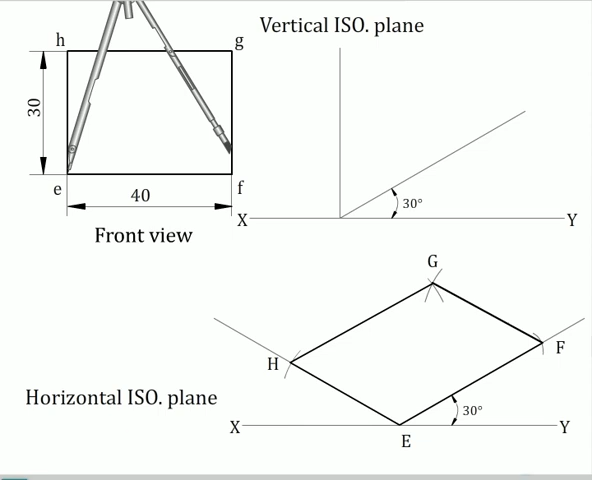 Vertical ISO. plane
h
g
30
e
f
40
30°
X
Y
Front view
G
H
F
Horizontal ISO. plane
30°
X
Y
E